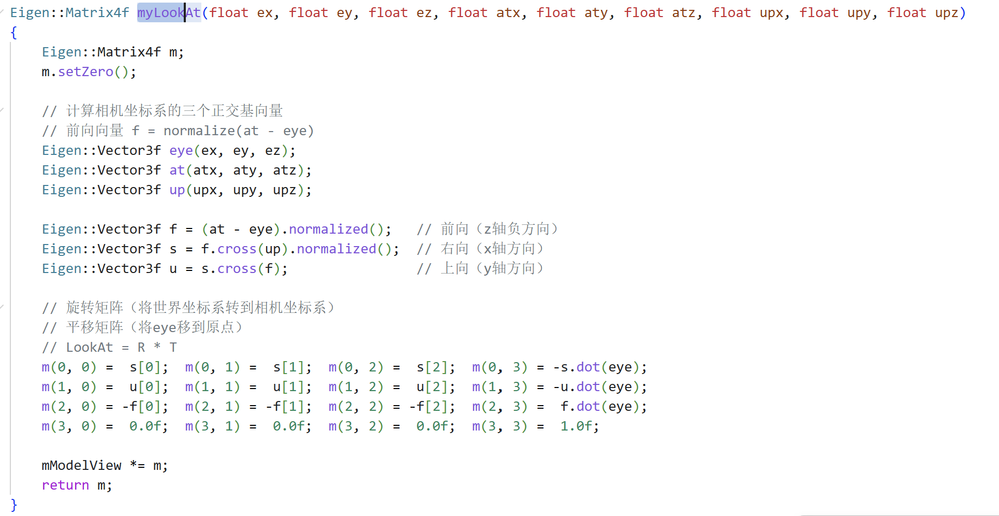 Eigen::Matrix4f myLookAt(float ex, float ey, float ez, float atx, float aty, float atz, float upx, float upy, float upz)
{
    Eigen::Matrix4f m;
    m.setZero();

    // 计算相机坐标系的三个正交基向量
    // 前向向量 f = normalize(at - eye)
    Eigen::Vector3f eye(ex, ey, ez);
    Eigen::Vector3f at(atx, aty, atz);
    Eigen::Vector3f up(upx, upy, upz);

    Eigen::Vector3f f = (at - eye).normalized();   // 前向（z轴负方向）
    Eigen::Vector3f s = f.cross(up).normalized();  // 右向（x轴方向）
    Eigen::Vector3f u = s.cross(f);                // 上向（y轴方向）

    // 旋转矩阵（将世界坐标系转到相机坐标系）
    // 平移矩阵（将eye移到原点）
    // LookAt = R * T
    m(0, 0) =  s[0];  m(0, 1) =  s[1];  m(0, 2) =  s[2];  m(0, 3) = -s.dot(eye);
    m(1, 0) =  u[0];  m(1, 1) =  u[1];  m(1, 2) =  u[2];  m(1, 3) = -u.dot(eye);
    m(2, 0) = -f[0];  m(2, 1) = -f[1];  m(2, 2) = -f[2];  m(2, 3) =  f.dot(eye);
    m(3, 0) =  0.0f;  m(3, 1) =  0.0f;  m(3, 2) =  0.0f;  m(3, 3) =  1.0f;

    mModelView *= m;
    return m;
}